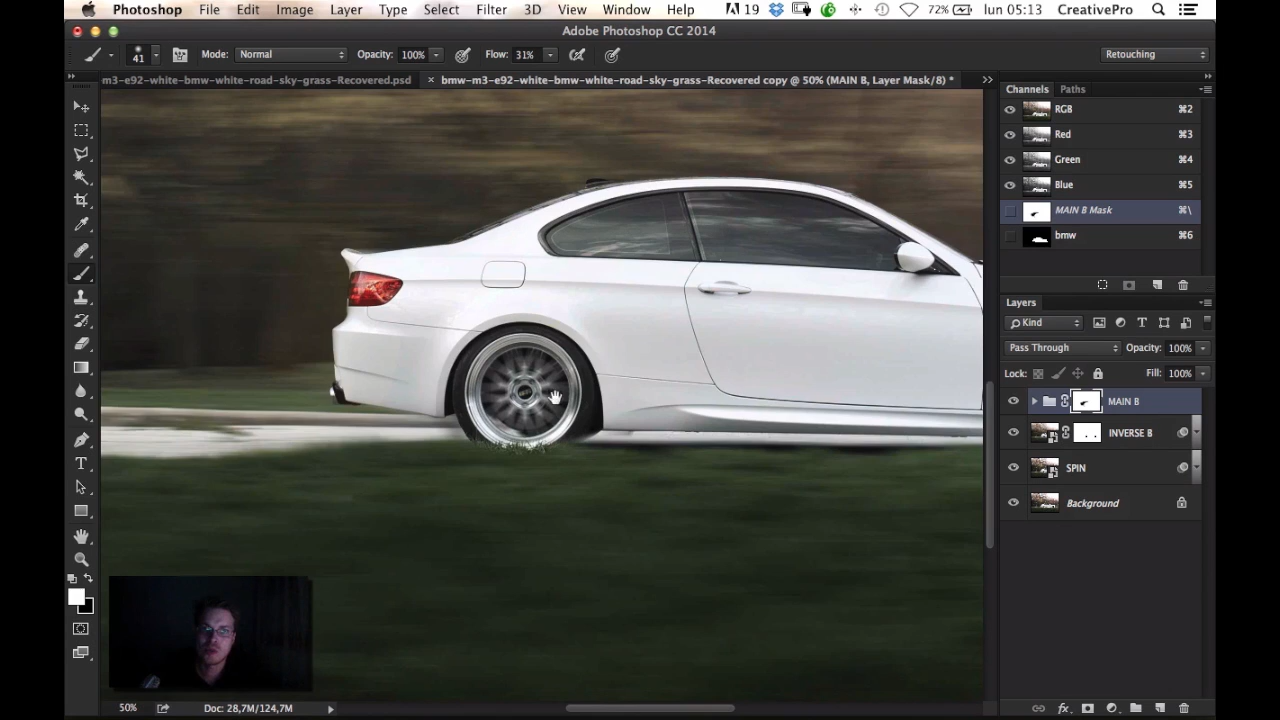 Photoshop File Edit Image Layer Type Select Filter 3D View Window Help 19 72% lun 05:13 CreativePro
Adobe Photoshop CC 2014
41 Mode: Normal Opacity: 100% Flow: 31% Retouching
m3-e92-white-bmw-white-road-sky-grass-Recovered.psd × bmw-m3-e92-white-bmw-white-road-sky-grass-Recovered copy @ 50% (MAIN B, Layer Mask/8) *
Channels Paths
RGB ⌘2
Red ⌘3
Green ⌘4
Blue ⌘5
MAIN B Mask ⌘\
bmw ⌘6
Layers
Kind
Pass Through Opacity: 100%
Lock: Fill: 100%
MAIN B
INVERSE B
SPIN
Background
50% Doc: 28,7M/124,7M
fx